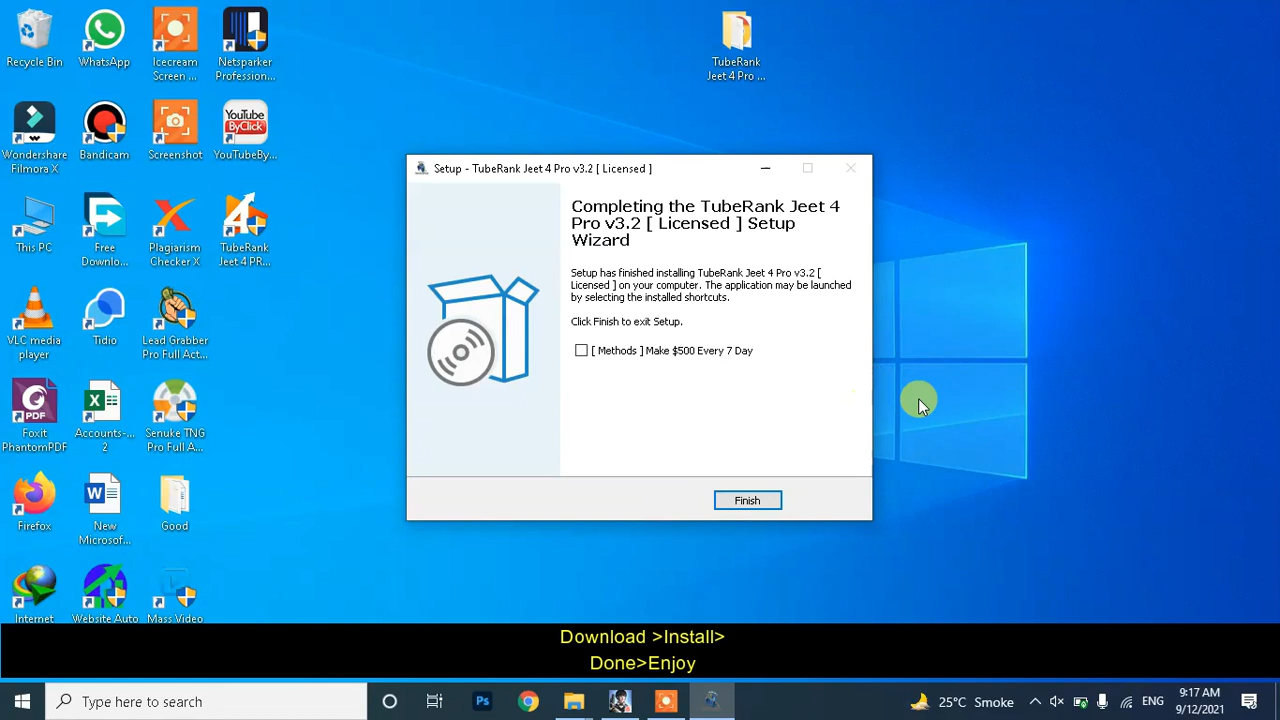 Recycle Bin
WhatsApp
Icecream
Screen ...
Netsparker
Profession...
TubeRank
Jeet 4 Pro ...
Wondershare
Filmora X
Bandicam
Screenshot
YouTube
ByClick
YouTubeBy...
This PC
Free
Downlo...
Plagiarism
Checker X
TubeRank
Jeet 4 PR...
VLC media
player
Tidio
Lead Grabber
Pro Full Act...
PDF
Foxit
PhantomPDF
Accounts-...
2
Senuke TNG
Pro Full A...
Firefox
New
Microsof...
Good
Internet
Website Auto
Mass Video
Setup - TubeRank Jeet 4 Pro v3.2 [ Licensed ]
Completing the TubeRank Jeet 4
Pro v3.2 [ Licensed ] Setup
Wizard
Setup has finished installing TubeRank Jeet 4 Pro v3.2 [
Licensed ] on your computer. The application may be launched
by selecting the installed shortcuts.
Click Finish to exit Setup.
[ Methods ] Make $500 Every 7 Day
Finish
Download >Install>
Done>Enjoy
Type here to search
Ps
25°C Smoke
ENG
9:17 AM
9/12/2021